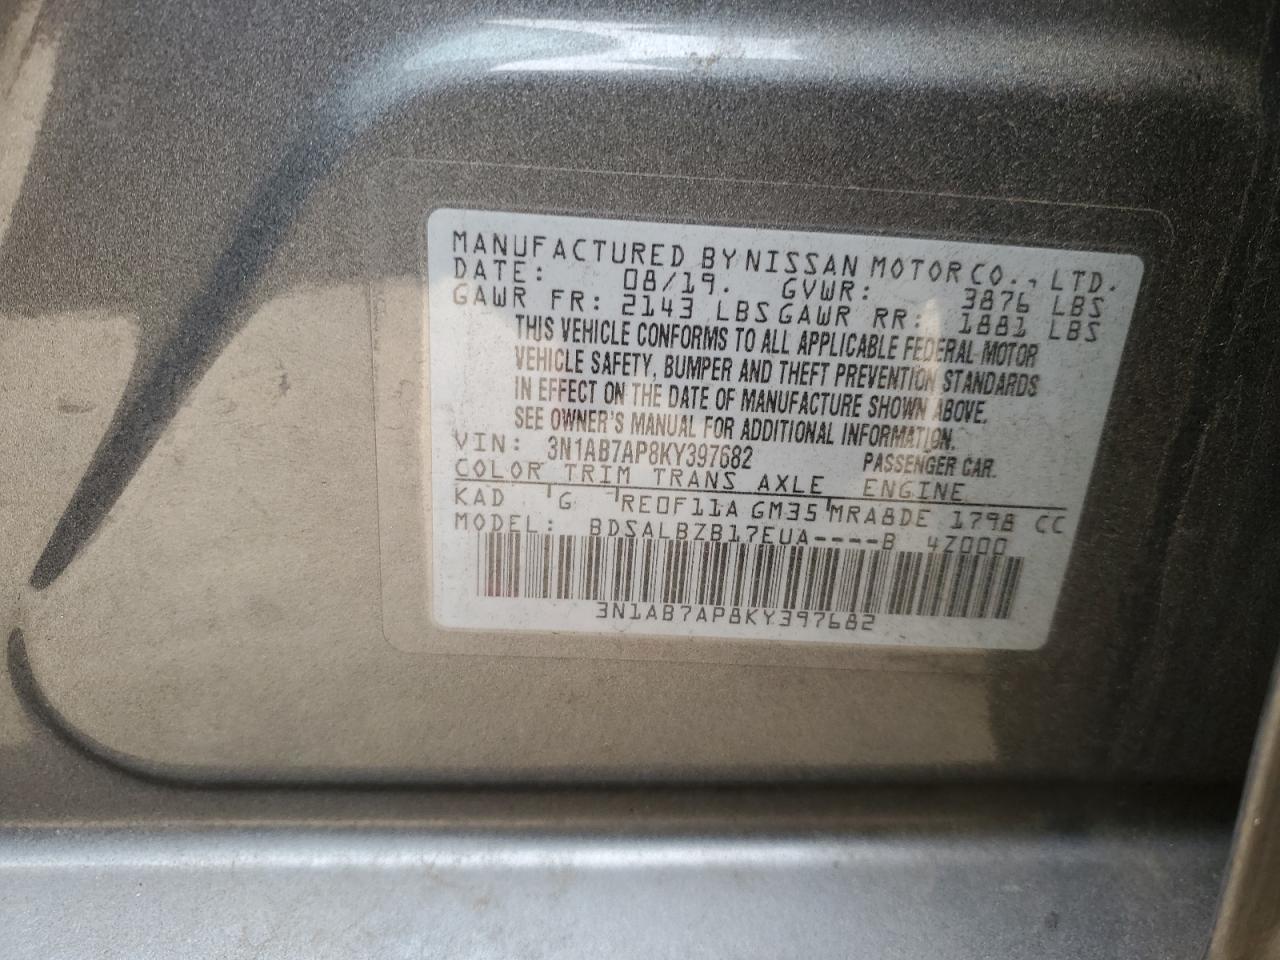 MANUFACTURED BY NISSAN MOTOR CO., LTD.
DATE: 08/19. GVWR: 3876 LBS
GAWR FR: 2143 LBS GAWR RR: 1881 LBS
THIS VEHICLE CONFORMS TO ALL APPLICABLE FEDERAL MOTOR
VEHICLE SAFETY, BUMPER AND THEFT PREVENTION STANDARDS
IN EFFECT ON THE DATE OF MANUFACTURE SHOWN ABOVE.
SEE OWNER'S MANUAL FOR ADDITIONAL INFORMATION.
VIN: 3N1AB7AP8KY397682 PASSENGER CAR.
COLOR TRIM TRANS AXLE ENGINE
KAD G RE0F11A GM35 MRA8DE 1798 CC
MODEL: BDSALBZB17EUA----B 4Z000
3N1AB7AP8KY397682